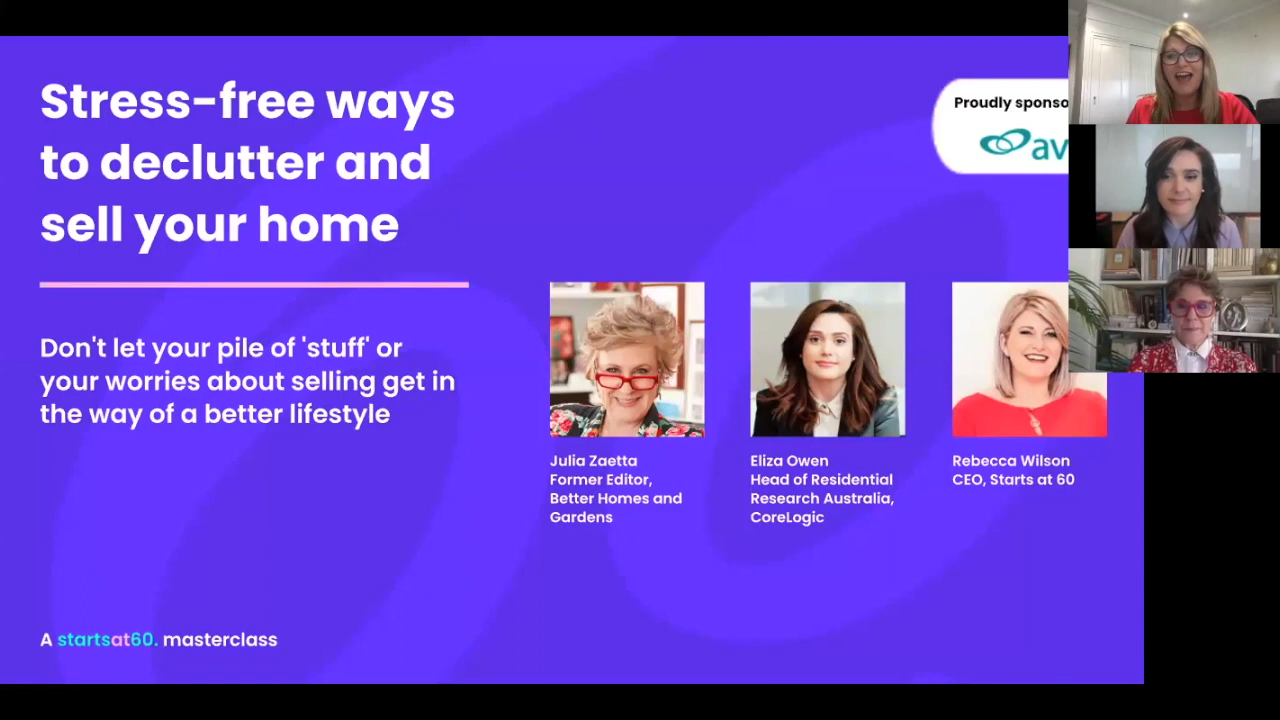 Stress-free ways
to declutter and
sell your home
Don't let your pile of 'stuff' or
your worries about selling get in
the way of a better lifestyle
Proudly
Julia Zaetta
Former Editor,
Better Homes and
Gardens
Eliza Owen
Head of Residential
Research Australia,
CoreLogic
Rebecca Wilson
CEO, Starts at 60
A startsat60. masterclass